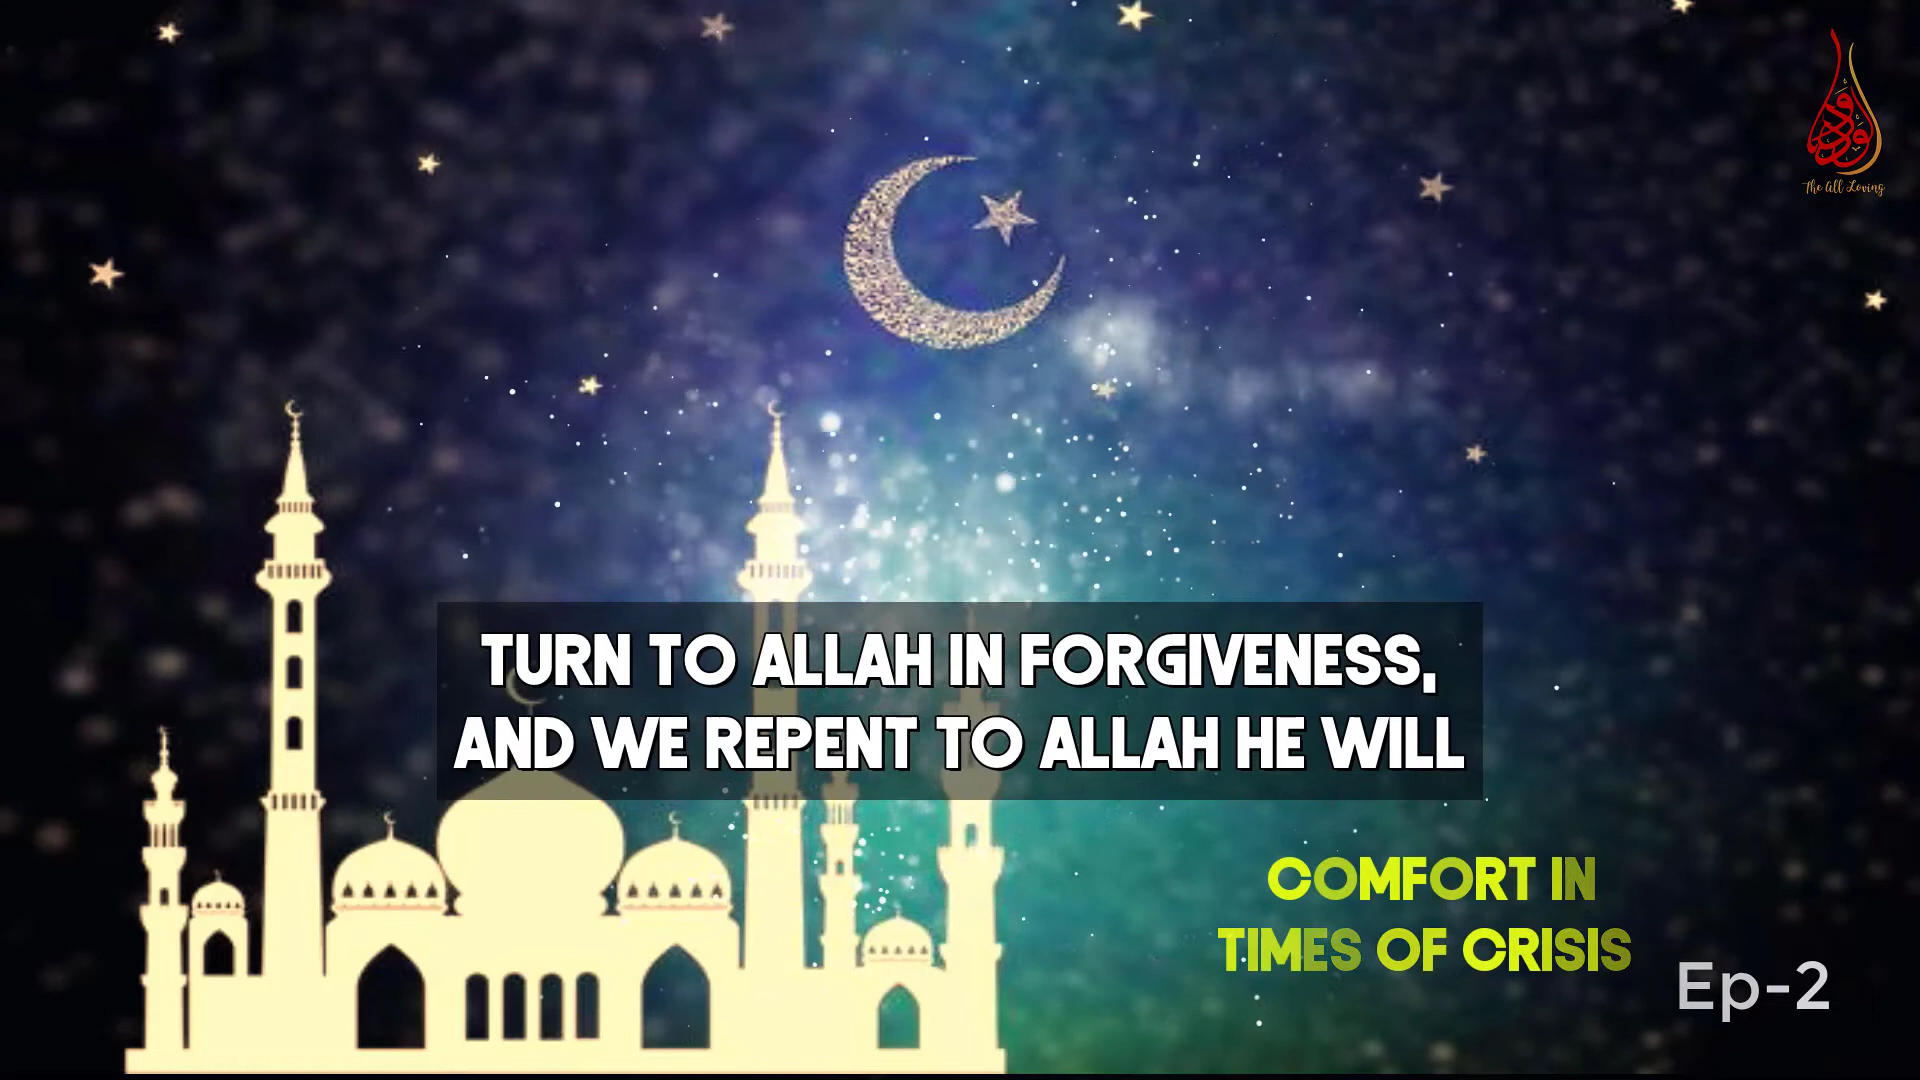 The All Loving
TURN TO ALLAH IN FORGIVENESS,
AND WE REPENT TO ALLAH HE WILL
COMFORT IN
TIMES OF CRISIS
Ep-2